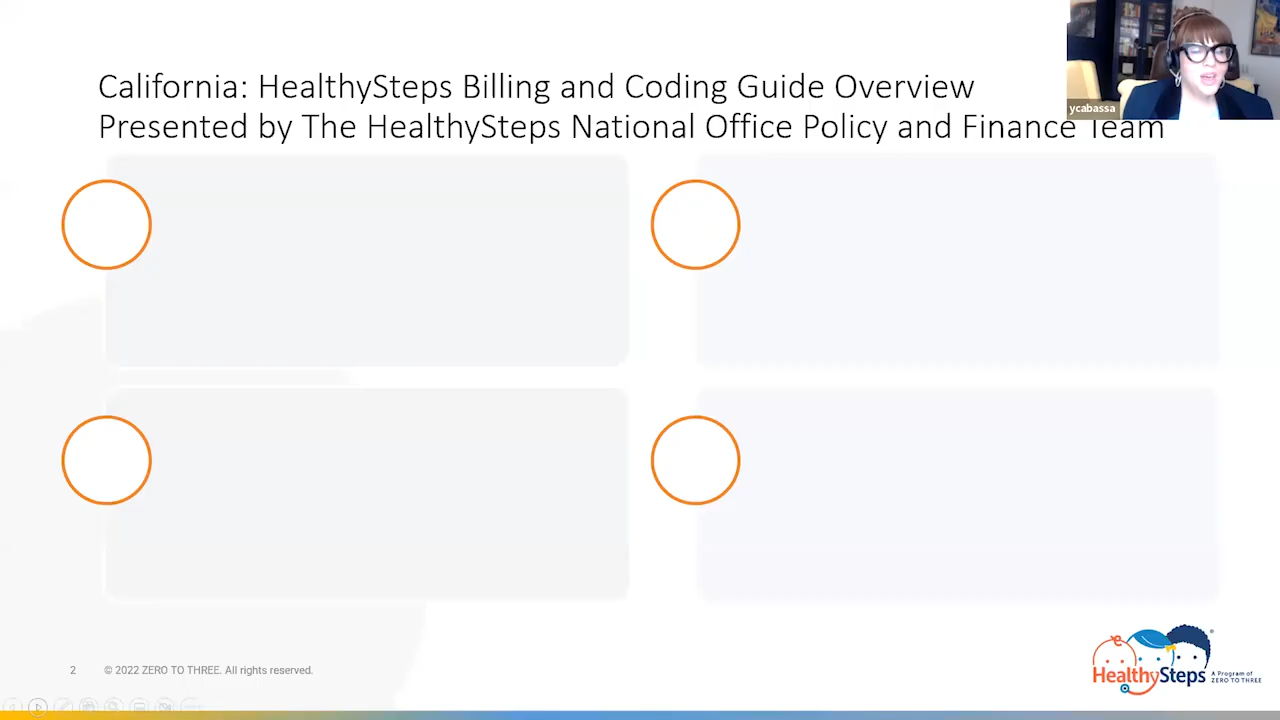 California: HealthySteps Billing and Coding Guide Overview
Presented by The HealthySteps National Office Policy and Finance Team
ycabassa
2
© 2022 ZERO TO THREE. All rights reserved.
HealthySteps
A Program of
ZERO TO THREE